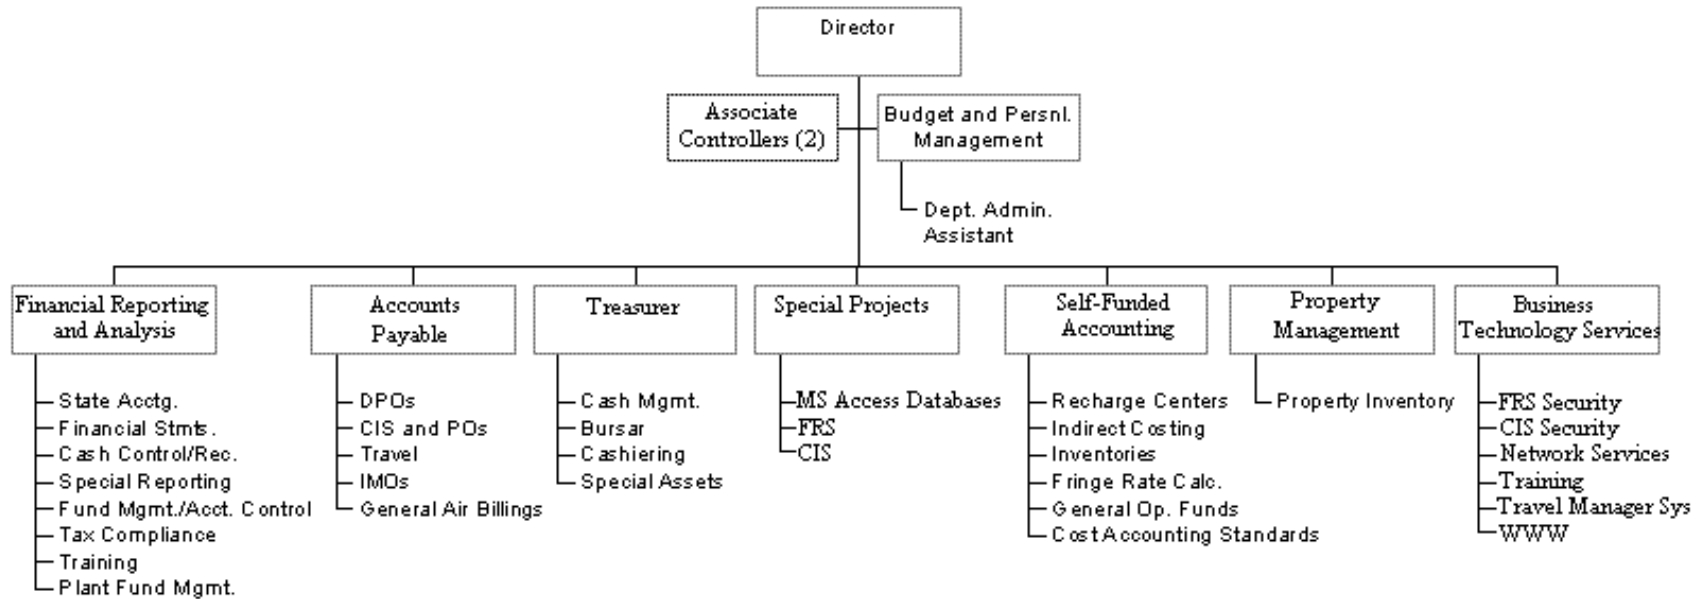 Director
Associate
Controllers (2)
Budget and Persnl.
Management
Dept. Admin.
Assistant
Financial Reporting
and Analysis
State Acctg.
Financial Stmts.
Cash Control/Rec.
Special Reporting
Fund Mgmt./Acct. Control
Tax Compliance
Training
Plant Fund Mgmt.
Accounts
Payable
DPOs
CIS and POs
Travel
IMOs
General Air Billings
Treasurer
Cash Mgmt.
Bursar
Cashiering
Special Assets
Special Projects
MS Access Databases
FRS
CIS
Self-Funded
Accounting
Recharge Centers
Indirect Costing
Inventories
Fringe Rate Calc.
General Op. Funds
Cost Accounting Standards
Property
Management
Property Inventory
Business
Technology Services
FRS Security
CIS Security
Network Services
Training
Travel Manager Sys
WWW